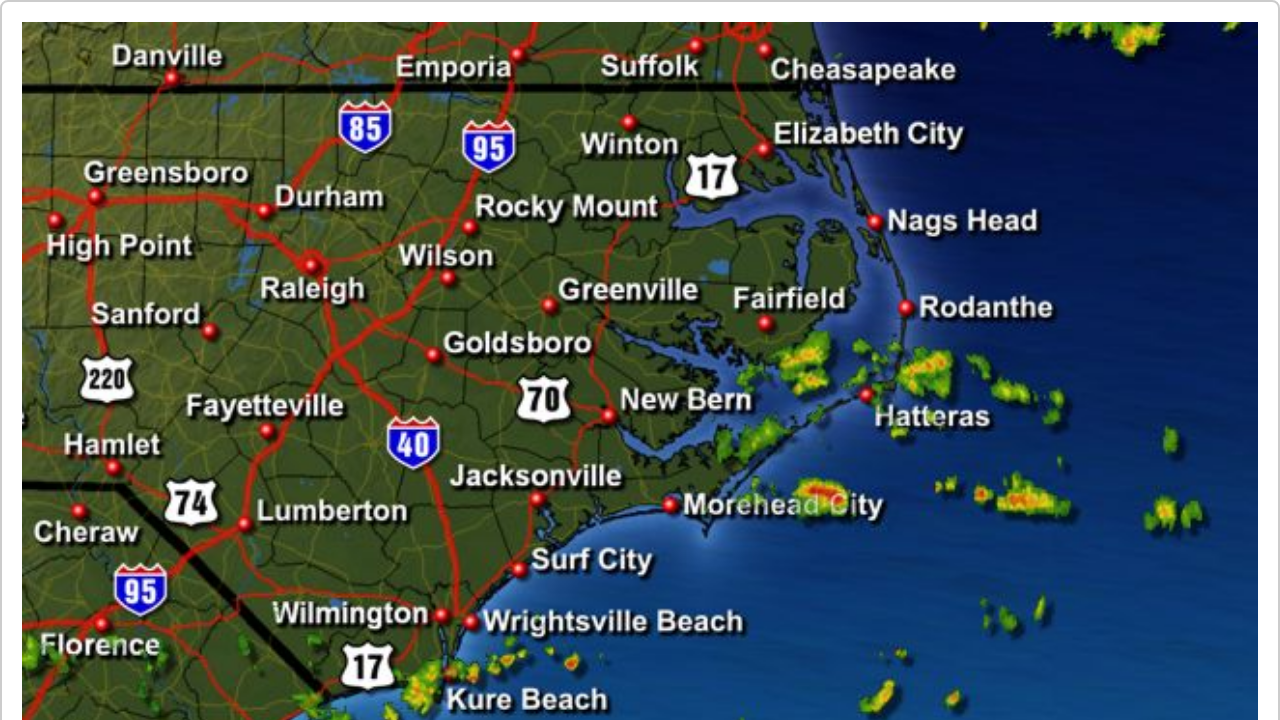 Danville
Emporia
Suffolk
Cheasapeake
85
95
Winton
Elizabeth City
17
Greensboro
Durham
Rocky Mount
Nags Head
High Point
Wilson
Raleigh
Greenville
Fairfield
Rodanthe
Sanford
Goldsboro
220
70
New Bern
Fayetteville
Hatteras
40
Hamlet
Jacksonville
74
Lumberton
Morehead City
Cheraw
Surf City
95
Wilmington
Wrightsville Beach
Florence
17
Kure Beach